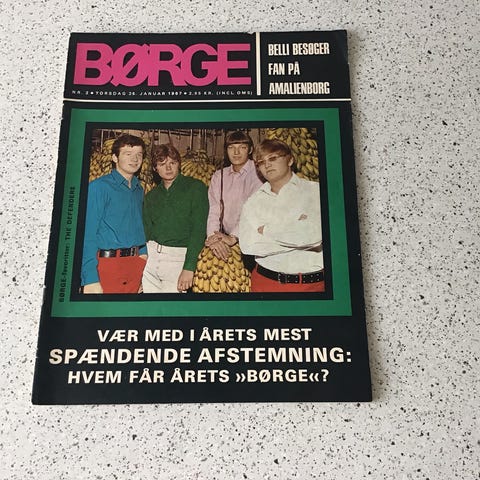 BØRGE
NR. 2 • TORSDAG 26. JANUAR 1967 • 2,95 KR. (INCL. OMS)
BELLI BESØGER
FAN PÅ
AMALIENBORG
BØRGE-favoritter: THE DEFENDERS
VÆR MED I ÅRETS MEST
SPÆNDENDE AFSTEMNING:
HVEM FÅR ÅRETS »BØRGE«?